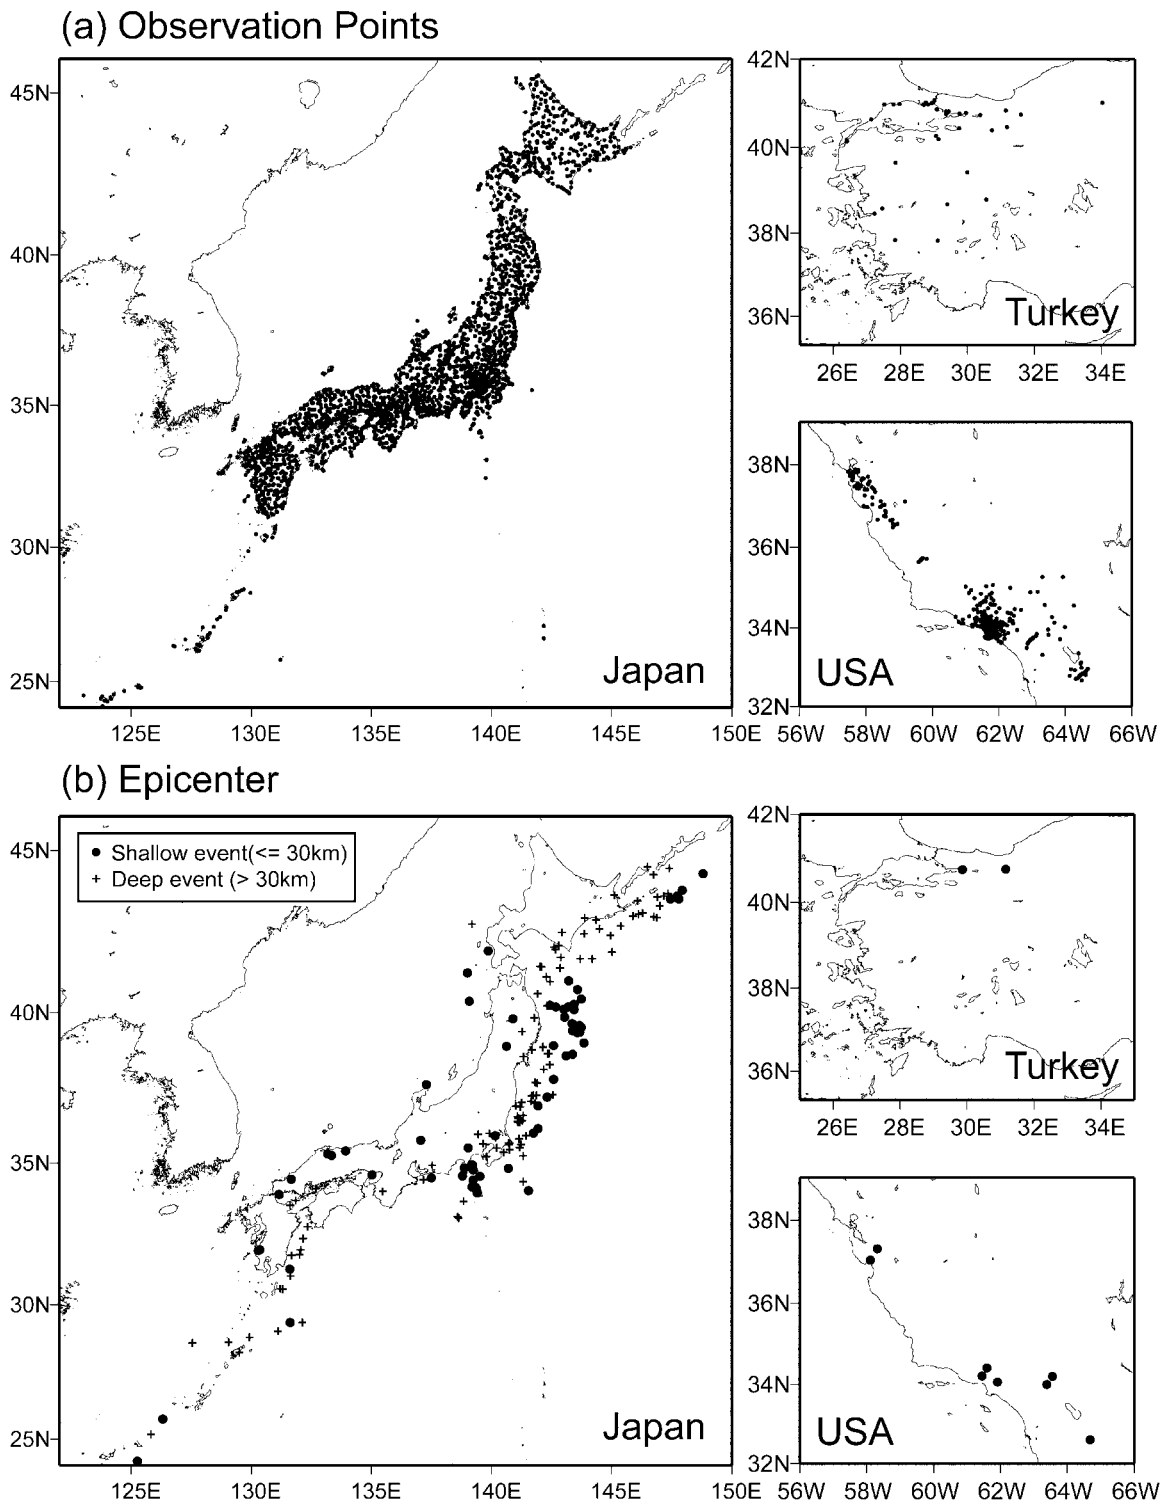 (a) Observation Points
45N
40N
35N
30N
25N
125E 130E 135E 140E 145E 150E
Japan
42N
40N
38N
36N
26E 28E 30E 32E 34E
Turkey
38N
36N
34N
32N
56W 58W 60W 62W 64W 66W
USA
(b) Epicenter
Shallow event(<= 30km)
Deep event (> 30km)
45N
40N
35N
30N
25N
125E 130E 135E 140E 145E 150E
Japan
42N
40N
38N
36N
26E 28E 30E 32E 34E
Turkey
38N
36N
34N
32N
56W 58W 60W 62W 64W 66W
USA